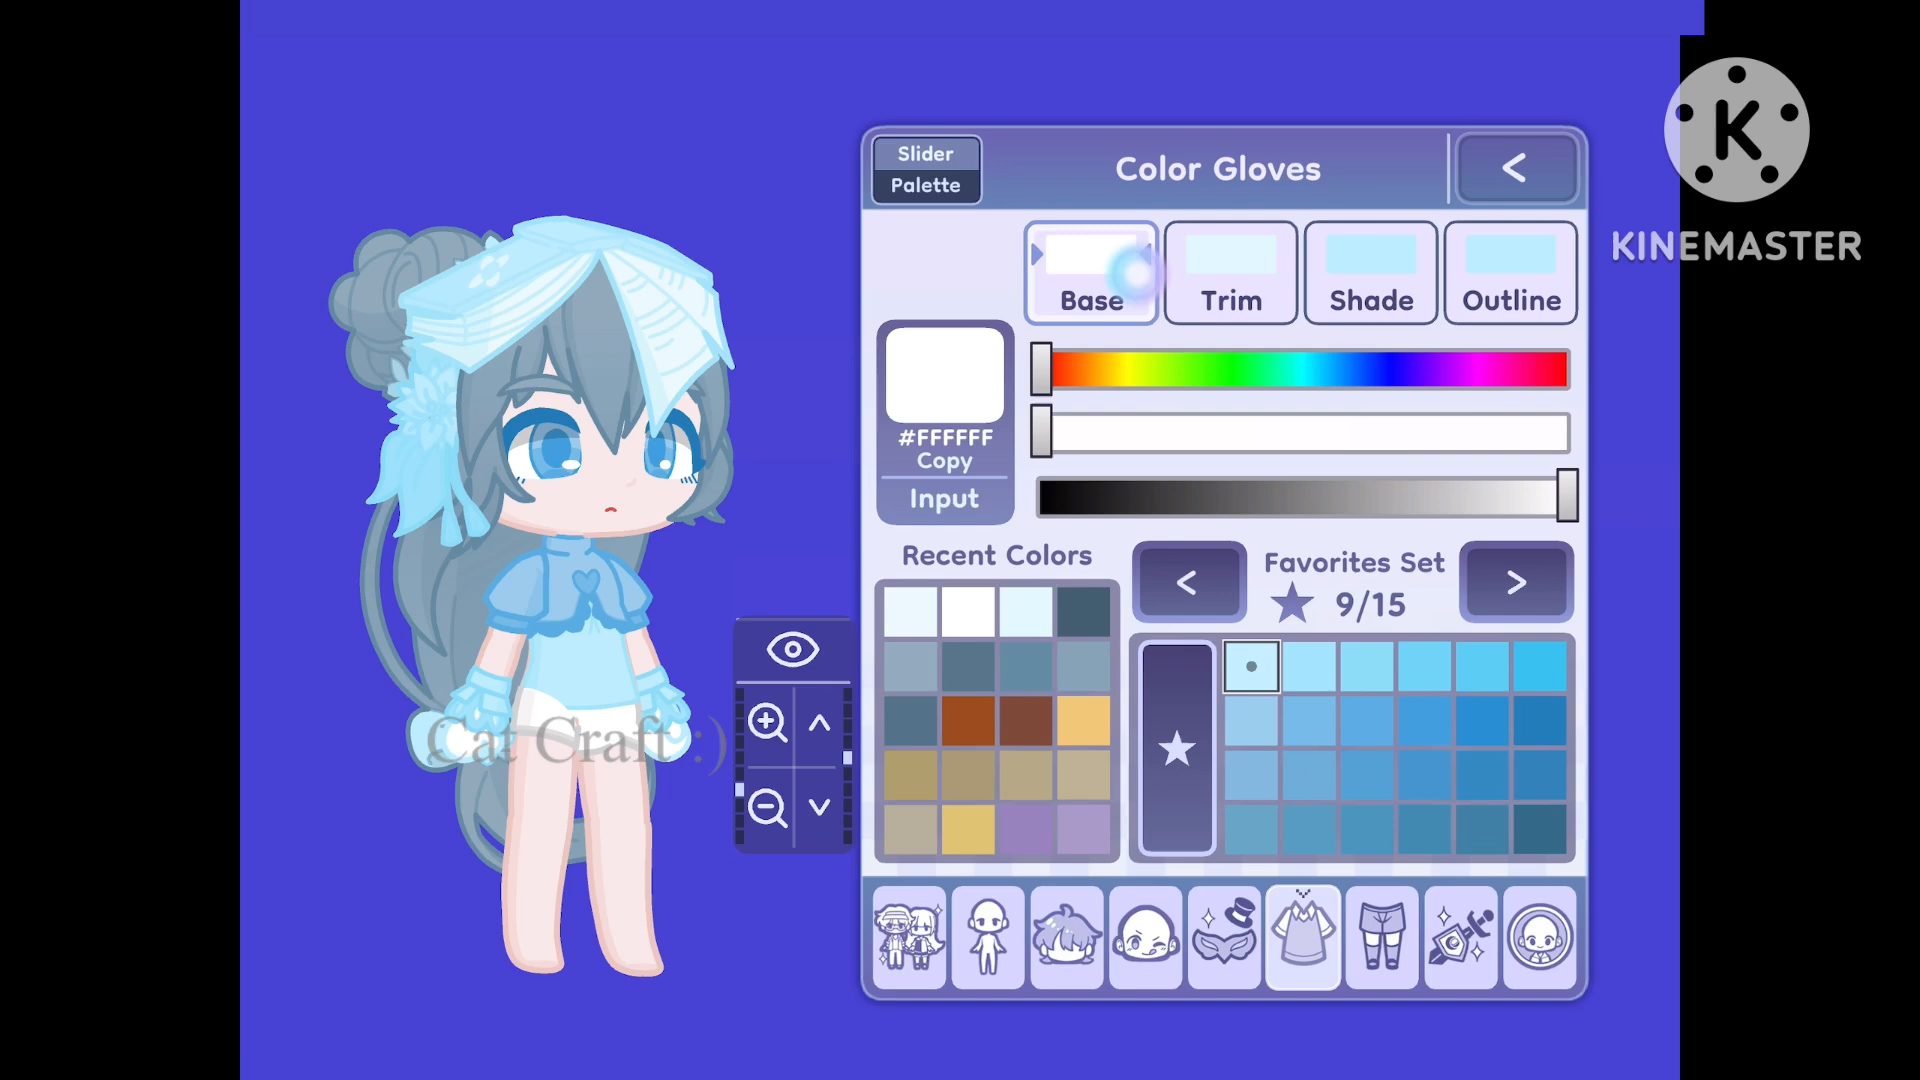 Slider
Palette
Color Gloves
<
KINEMASTER
Base
Trim
Shade
Outline
#FFFFFF
Copy
Input
Recent Colors
<
Favorites Set
9/15
>
Cat Craft :)